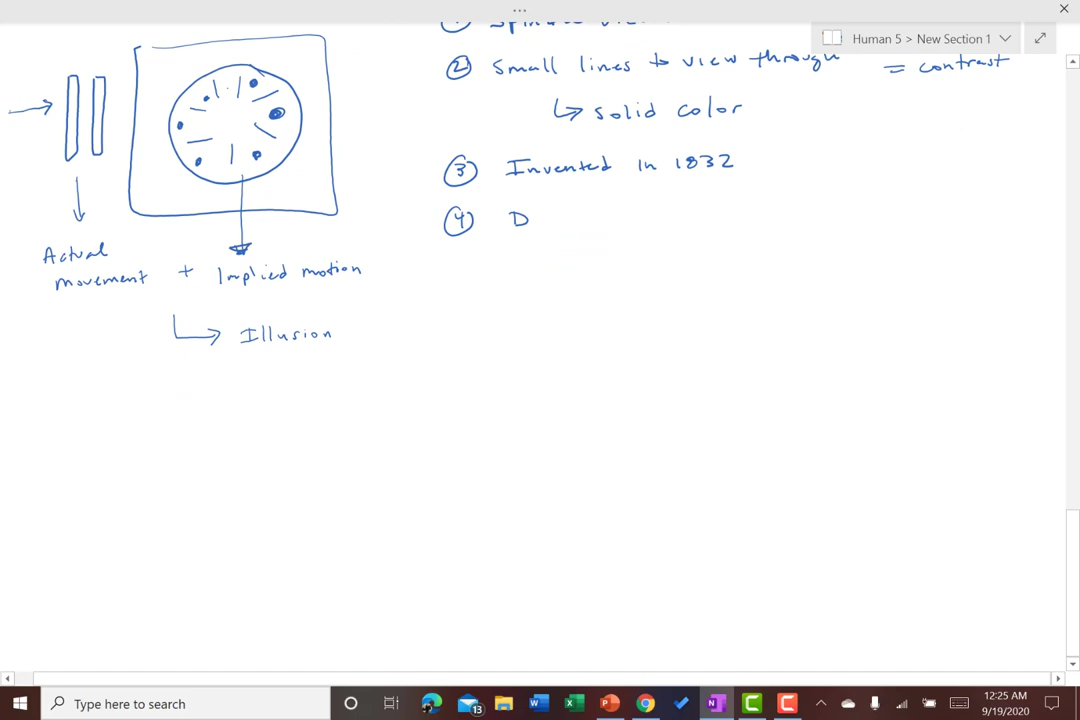 Human 5 > New Section 1
② small lines to view through = contrast
↳ solid color
③ Invented in 1832
④ D
Actual
movement + Implied motion
↳ Illusion
13
Type here to search
12:25 AM
9/19/2020